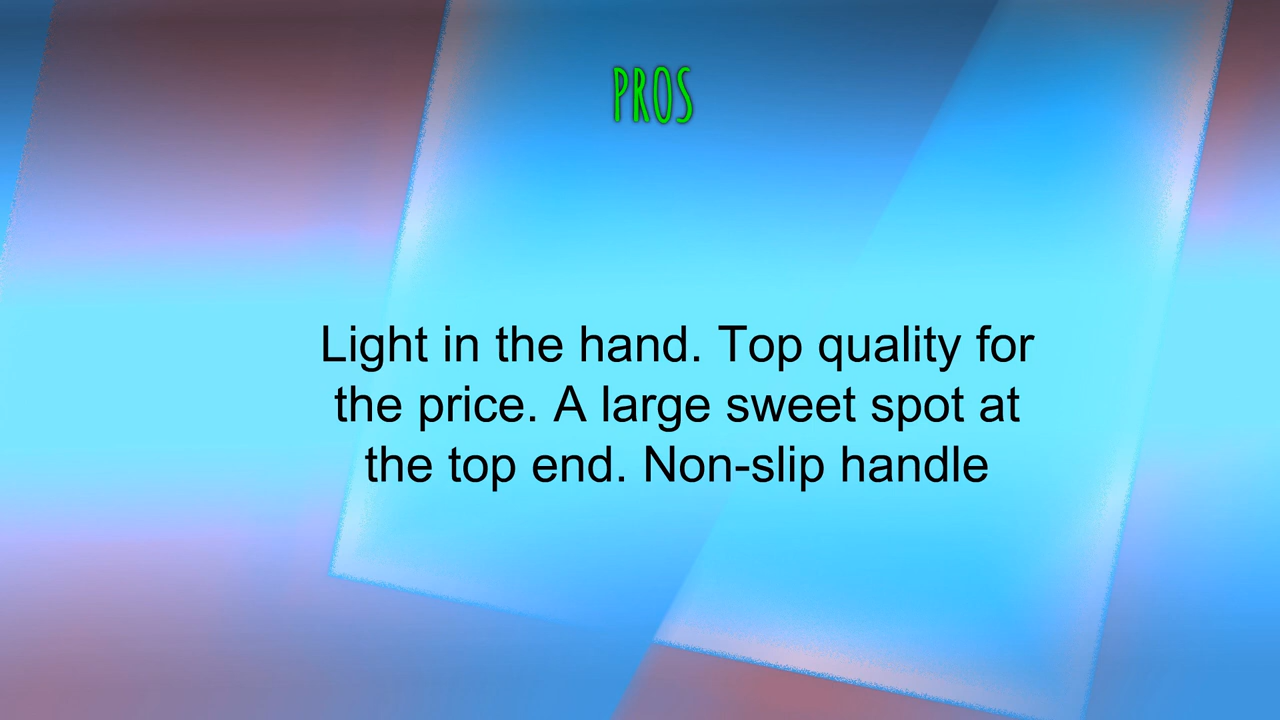 PROS
Light in the hand. Top quality for
the price. A large sweet spot at
the top end. Non-slip handle